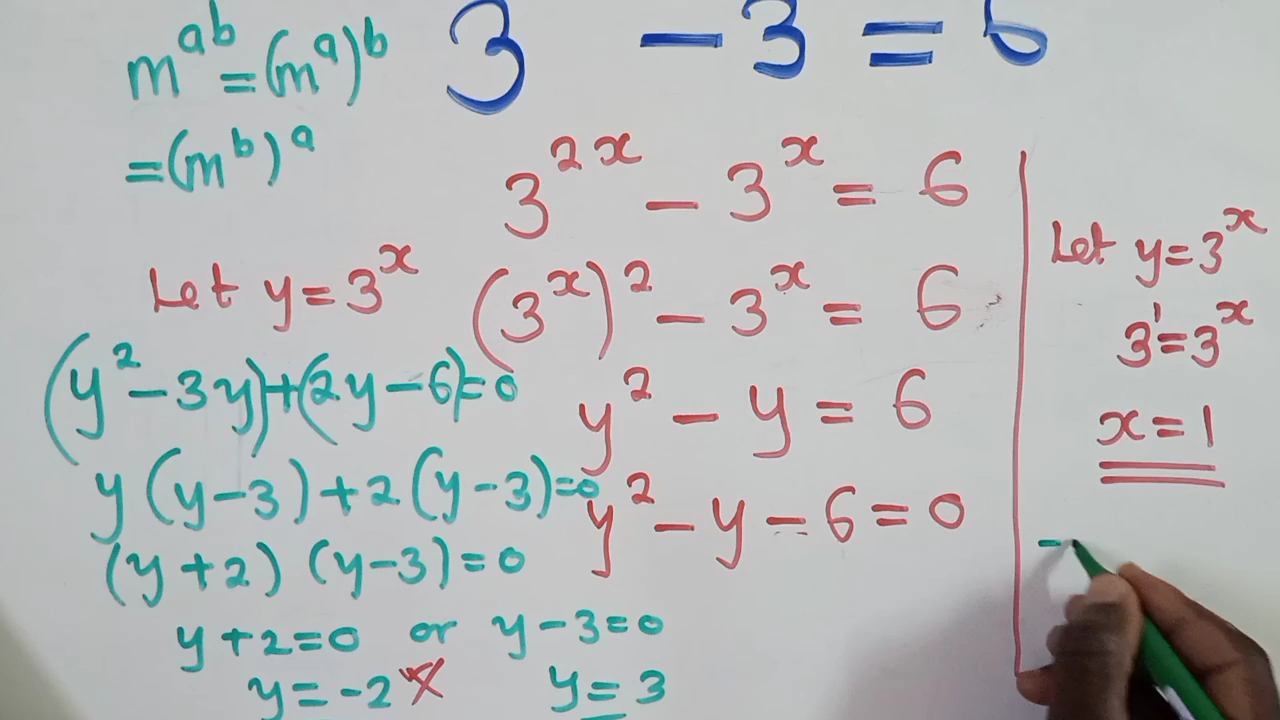 3 - 3 = 6
m^{ab} = (m^a)^b
= (m^b)^a
3^{2x} - 3^x = 6
Let y = 3^x
(3^x)^2 - 3^x = 6
y^2 - y = 6
y^2 - y - 6 = 0
(y^2 - 3y) + (2y - 6) = 0
y(y - 3) + 2(y - 3) = 0
(y + 2) (y - 3) = 0
y + 2 = 0 or y - 3 = 0
y = -2 ✗ y = 3
Let y = 3^x
3^1 = 3^x
x = 1
-